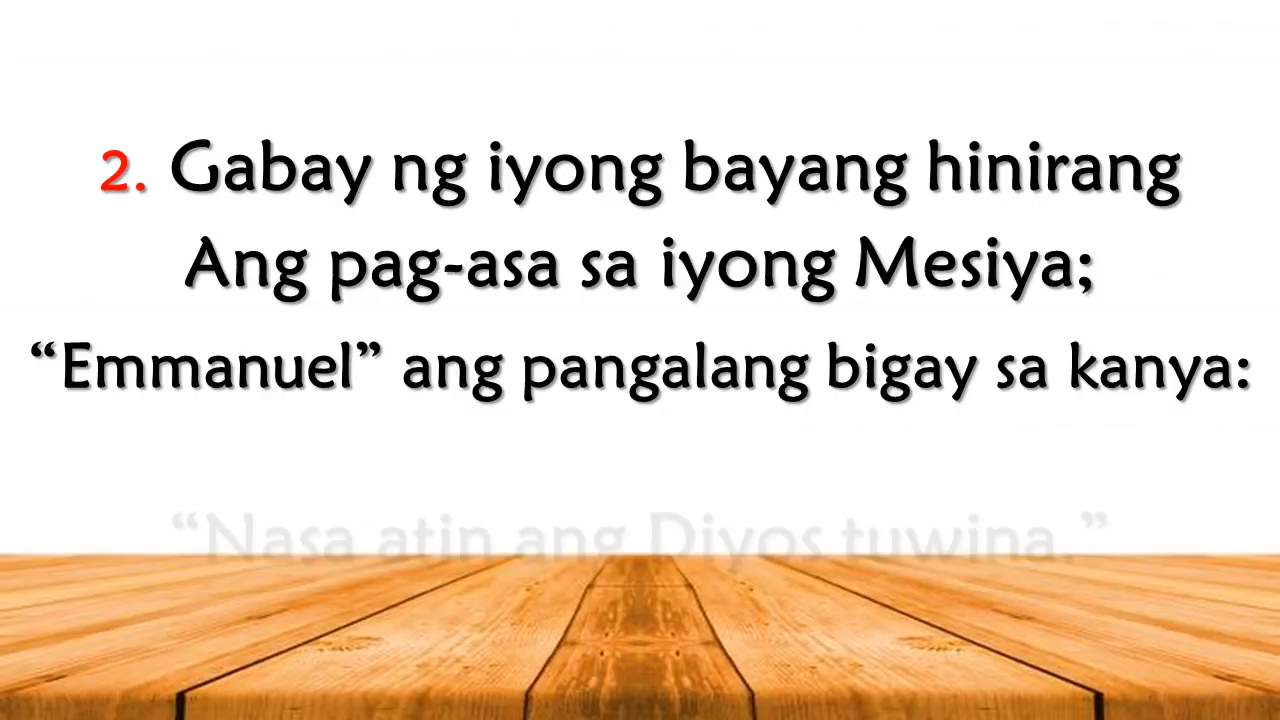 2. Gabay ng iyong bayang hinirang
Ang pag-asa sa iyong Mesiya;
“Emmanuel” ang pangalang bigay sa kanya:
“Nasa atin ang Diyos tuwina.”